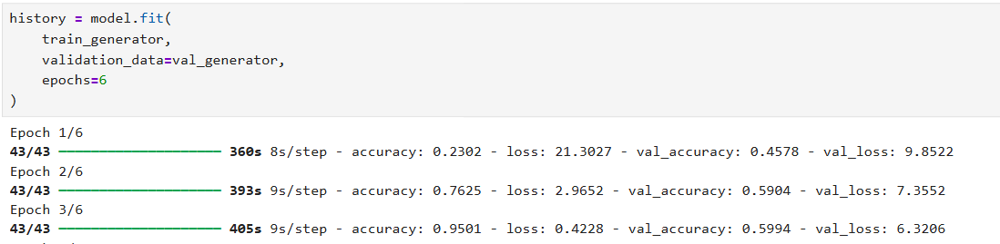 history = model.fit(
    train_generator,
    validation_data=val_generator,
    epochs=6
)
Epoch 1/6
43/43 ━━━━━━━━━━━━━━━━━━━━ 360s 8s/step - accuracy: 0.2302 - loss: 21.3027 - val_accuracy: 0.4578 - val_loss: 9.8522
Epoch 2/6
43/43 ━━━━━━━━━━━━━━━━━━━━ 393s 9s/step - accuracy: 0.7625 - loss: 2.9652 - val_accuracy: 0.5904 - val_loss: 7.3552
Epoch 3/6
43/43 ━━━━━━━━━━━━━━━━━━━━ 405s 9s/step - accuracy: 0.9501 - loss: 0.4228 - val_accuracy: 0.5994 - val_loss: 6.3206